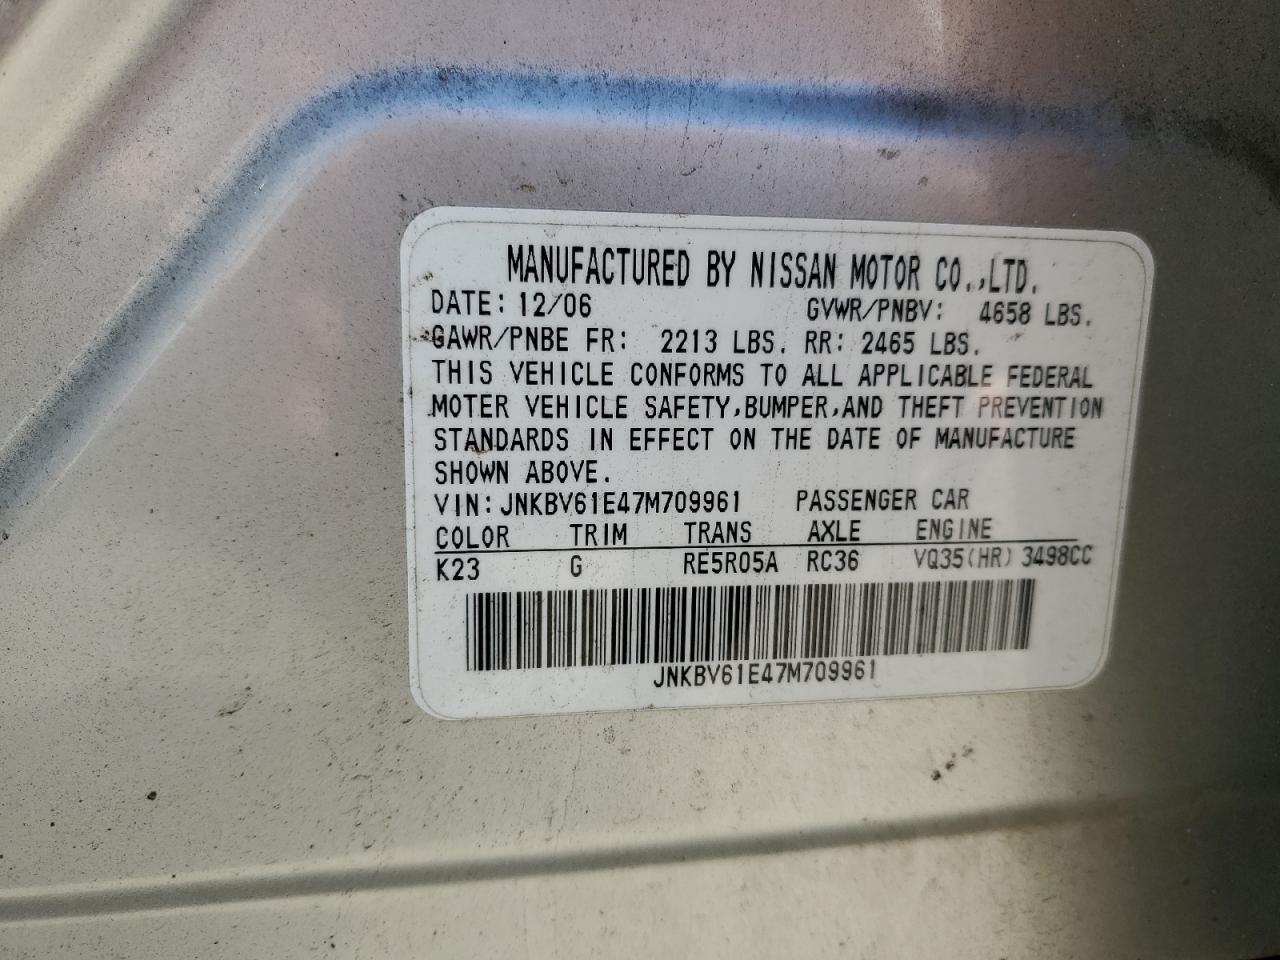 MANUFACTURED BY NISSAN MOTOR CO.,LTD.
DATE: 12/06 GVWR/PNBV: 4658 LBS.
GAWR/PNBE FR: 2213 LBS. RR: 2465 LBS.
THIS VEHICLE CONFORMS TO ALL APPLICABLE FEDERAL
MOTER VEHICLE SAFETY,BUMPER,AND THEFT PREVENTION
STANDARDS IN EFFECT ON THE DATE OF MANUFACTURE
SHOWN ABOVE.
VIN: JNKBV61E47M709961 PASSENGER CAR
COLOR TRIM TRANS AXLE ENGINE
K23 G RE5R05A RC36 VQ35(HR) 3498CC
JNKBV61E47M709961